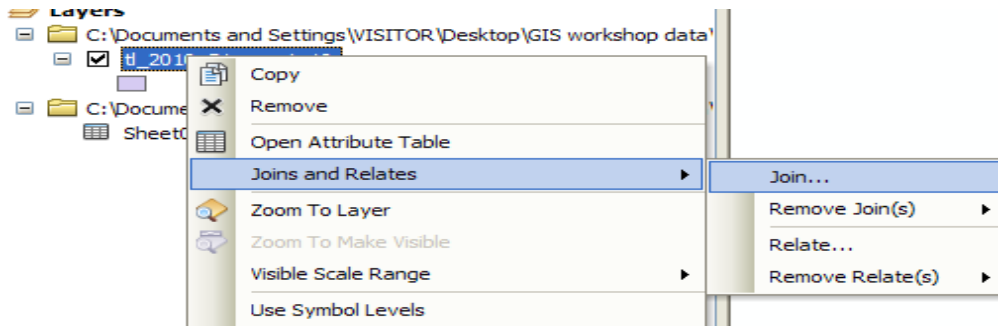 Layers
C:\Documents and Settings\VISITOR\Desktop\GIS workshop data\
tl_2010
C:\Docume
Sheet0
Copy
Remove
Open Attribute Table
Joins and Relates
Zoom To Layer
Zoom To Make Visible
Visible Scale Range
Use Symbol Levels
Join...
Remove Join(s)
Relate...
Remove Relate(s)